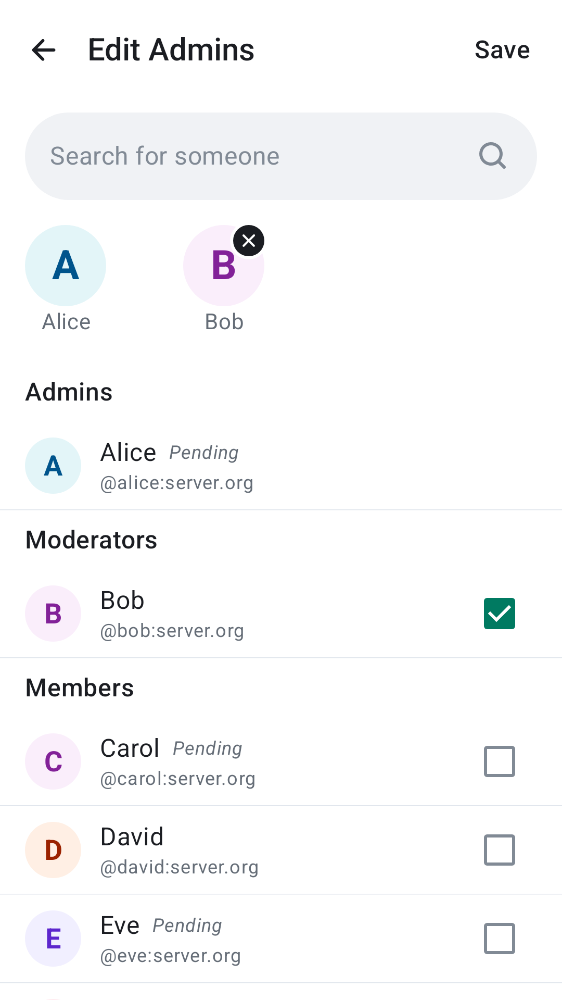 Edit Admins
Save
Search for someone
A
B
Alice
Bob
Admins
A
Alice Pending
@alice:server.org
Moderators
B
Bob
@bob:server.org
Members
C
Carol Pending
@carol:server.org
D
David
@david:server.org
E
Eve Pending
@eve:server.org